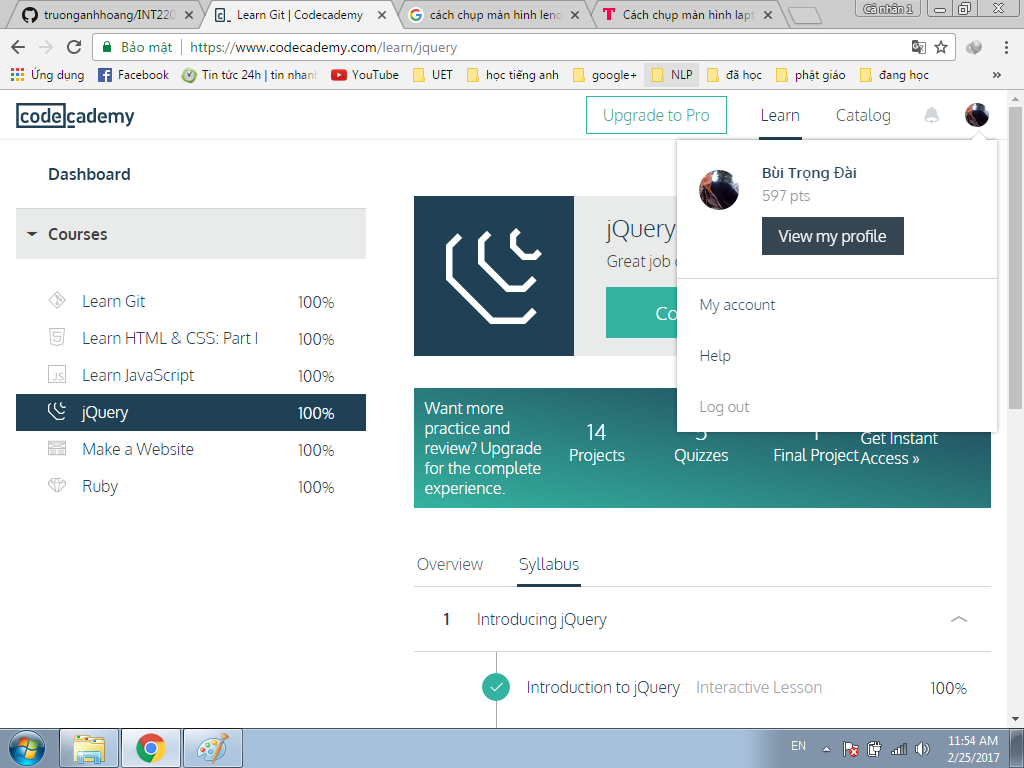 truonganhhoang/INT220
Learn Git | Codecademy
cách chụp màn hình leno
Cách chụp màn hình lapt
Cá nhân 1
Bảo mật
https://www.codecademy.com/learn/jquery
Ứng dụng
Facebook
Tin tức 24h | tin nhanh
YouTube
UET
học tiếng anh
google+
NLP
đã học
phật giáo
đang học
»
codecademy
Upgrade to Pro
Learn
Catalog
Dashboard
Courses
Learn Git 100%
Learn HTML & CSS: Part I 100%
JS Learn JavaScript 100%
jQuery 100%
Make a Website 100%
Ruby 100%
Bùi Trọng Đài
597 pts
View my profile
My account
Help
Log out
jQuery
Great job
Co
Want more
practice and
review? Upgrade
for the complete
experience.
14
Projects
5
Quizzes
1
Final Project
Get Instant
Access »
Overview
Syllabus
1 Introducing jQuery
Introduction to jQuery Interactive Lesson 100%
EN
11:54 AM
2/25/2017